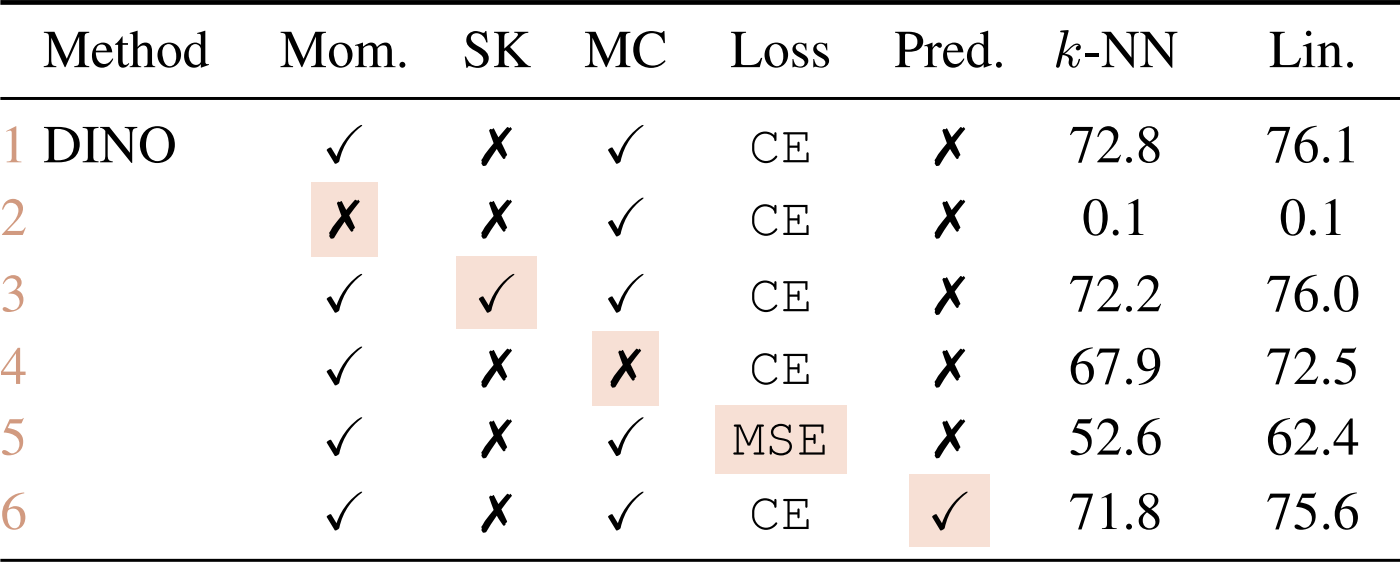 Method Mom. SK MC Loss Pred. k-NN Lin.
1 DINO ✓ ✗ ✓ CE ✗ 72.8 76.1
2 ✗ ✗ ✓ CE ✗ 0.1 0.1
3 ✓ ✓ ✓ CE ✗ 72.2 76.0
4 ✓ ✗ ✗ CE ✗ 67.9 72.5
5 ✓ ✗ ✓ MSE ✗ 52.6 62.4
6 ✓ ✗ ✓ CE ✓ 71.8 75.6